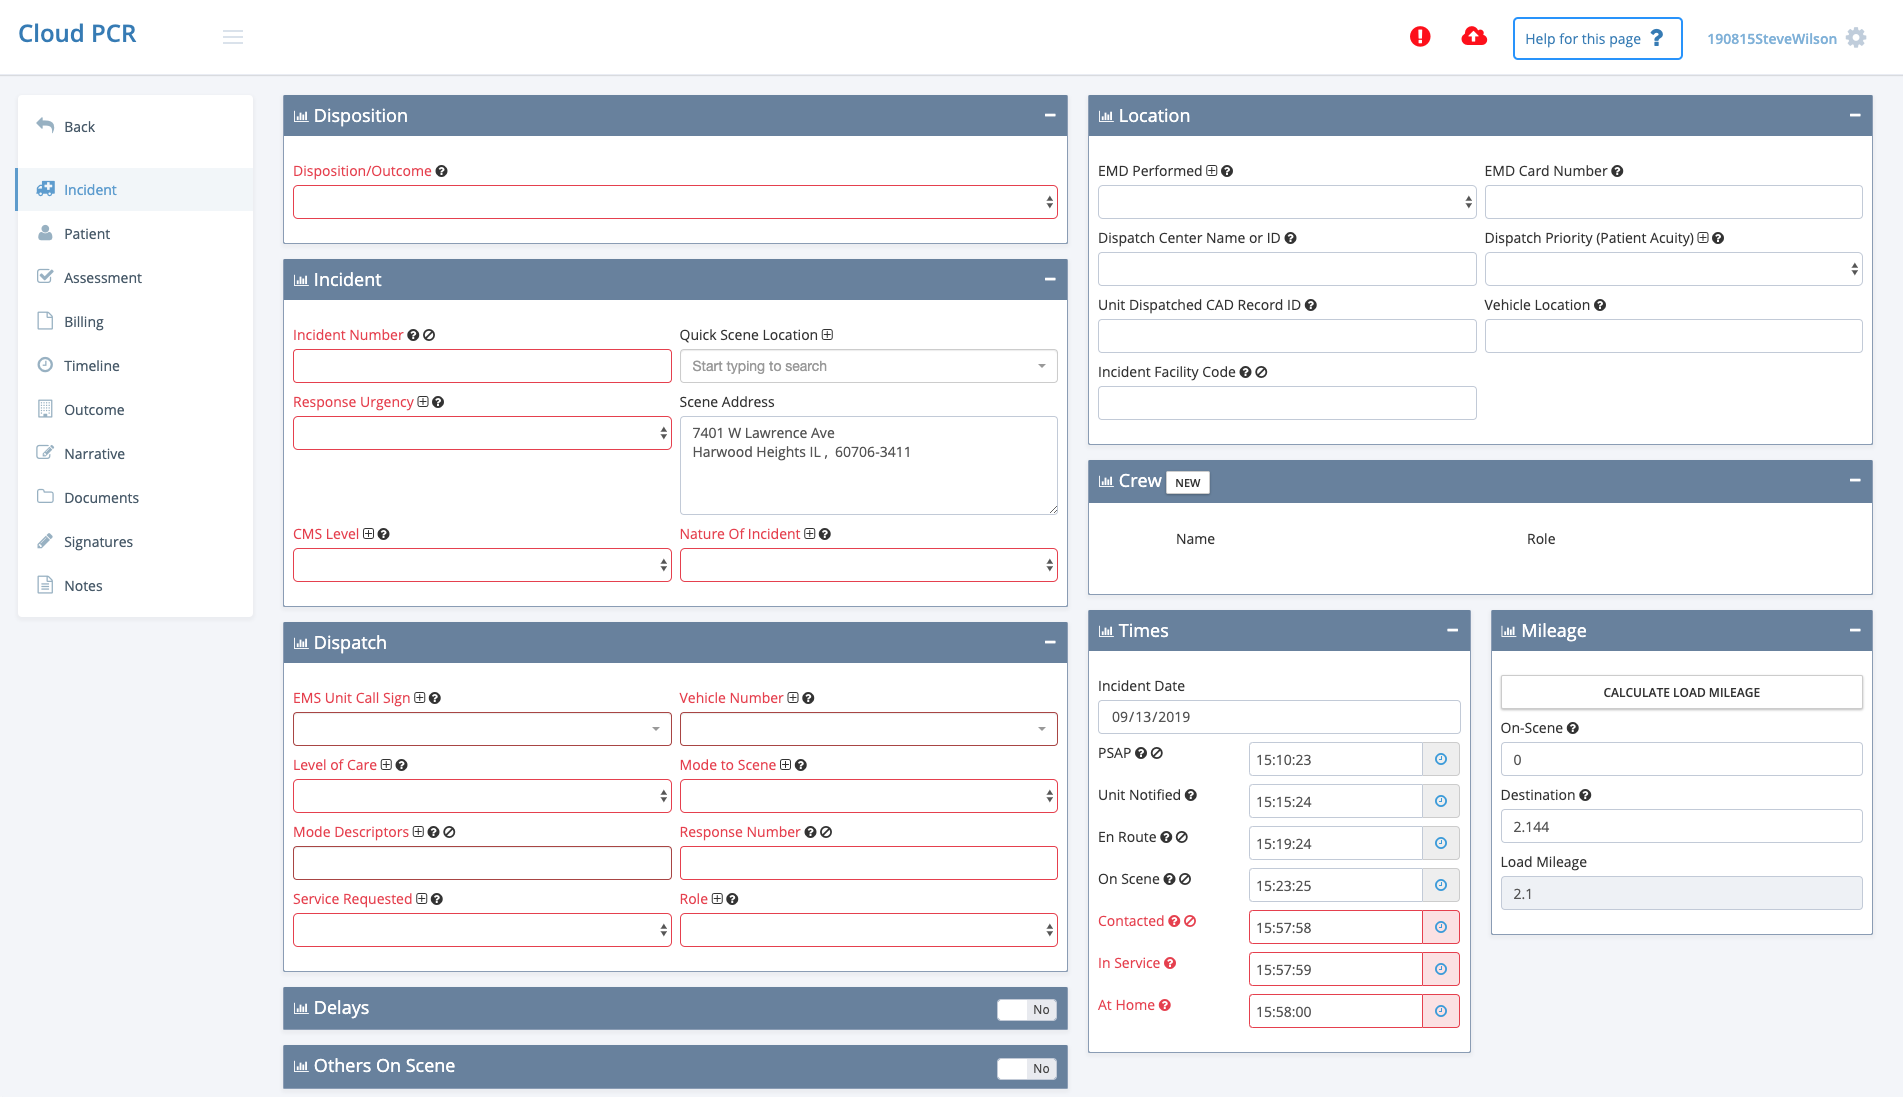 Cloud PCR
Help for this page ?
190815SteveWilson
Back
Incident
Patient
Assessment
Billing
Timeline
Outcome
Narrative
Documents
Signatures
Notes
Disposition
Disposition/Outcome
Incident
Incident Number
Quick Scene Location
Start typing to search
Response Urgency
Scene Address
7401 W Lawrence Ave
Harwood Heights IL ,  60706-3411
CMS Level
Nature Of Incident
Dispatch
EMS Unit Call Sign
Vehicle Number
Level of Care
Mode to Scene
Mode Descriptors
Response Number
Service Requested
Role
Delays
No
Others On Scene
No
Location
EMD Performed
EMD Card Number
Dispatch Center Name or ID
Dispatch Priority (Patient Acuity)
Unit Dispatched CAD Record ID
Vehicle Location
Incident Facility Code
Crew NEW
Name Role
Times
Incident Date
09/13/2019
PSAP 15:10:23
Unit Notified 15:15:24
En Route 15:19:24
On Scene 15:23:25
Contacted 15:57:58
In Service 15:57:59
At Home 15:58:00
Mileage
CALCULATE LOAD MILEAGE
On-Scene
0
Destination
2.144
Load Mileage
2.1